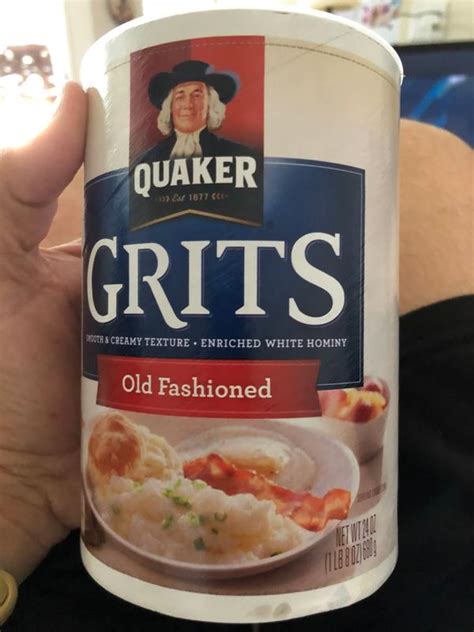 QUAKER
Est 1877
GRITS
SMOOTH & CREAMY TEXTURE • ENRICHED WHITE HOMINY
Old Fashioned
NET WT 24 OZ
(1 LB 8 OZ) 680g